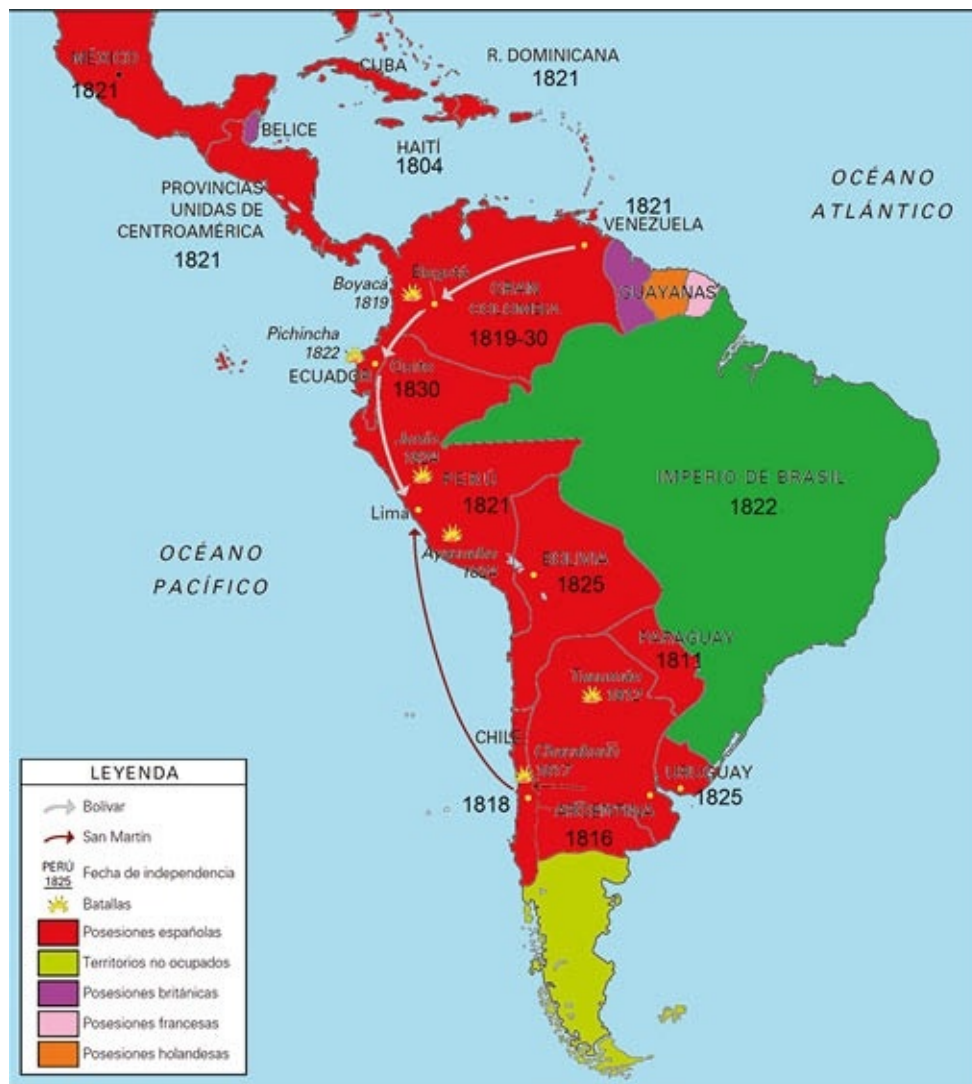 MÉXICO
1821
CUBA
R. DOMINICANA
1821
BELICE
HAITÍ
1804
PROVINCIAS
UNIDAS DE
CENTROAMÉRICA
1821
OCÉANO
ATLÁNTICO
1821
VENEZUELA
Boyacá
1819
Bogotá
GRAN
COLOMBIA
1819-30
GUAYANAS
Pichincha
1822
ECUADOR
Quito
1830
Junín
1824
PERÚ
1821
Lima
Ayacucho
1824
IMPERIO DE BRASIL
1822
OCÉANO
PACÍFICO
BOLIVIA
1825
PARAGUAY
1811
Tucumán
1812
CHILE
Chacabuco
1817
1818
ARGENTINA
1816
URUGUAY
1825
LEYENDA
Bolívar
San Martín
PERÚ
1825
Fecha de independencia
Batallas
Posesiones españolas
Territorios no ocupados
Posesiones británicas
Posesiones francesas
Posesiones holandesas